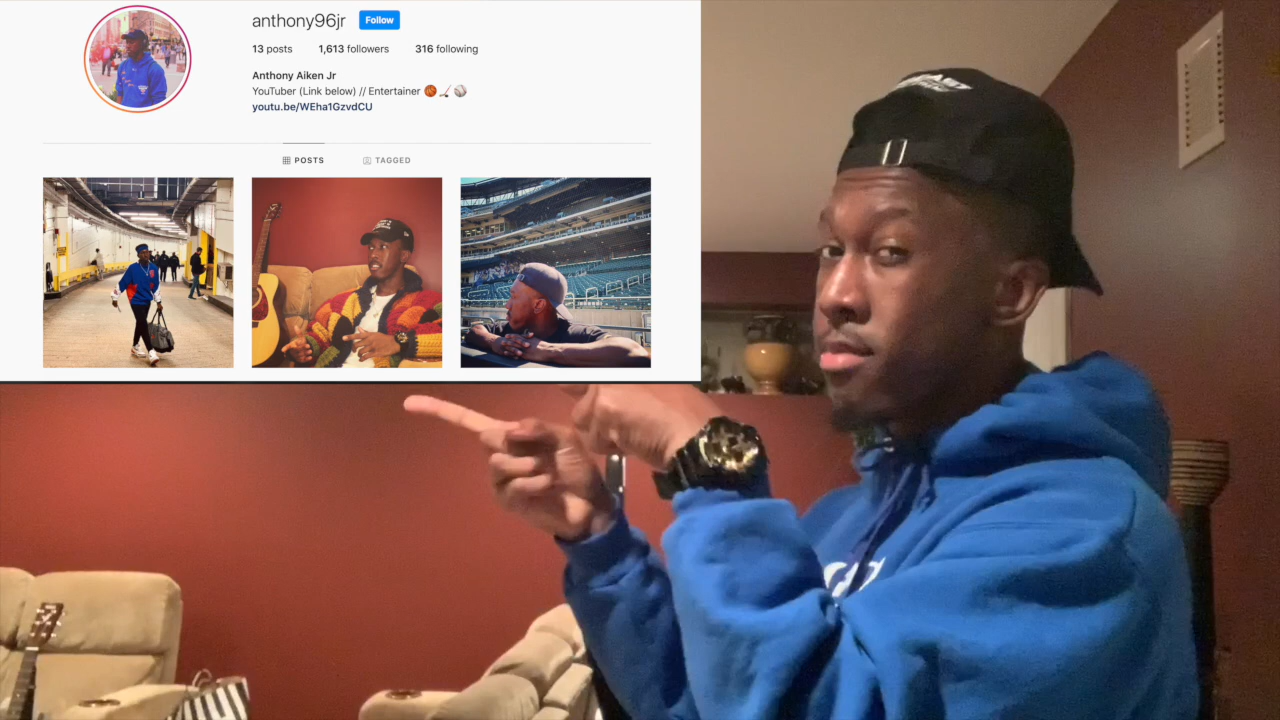 anthony96jr Follow
13 posts 1,613 followers 316 following
Anthony Aiken Jr
YouTuber (Link below) // Entertainer 🏀🏒⚾
youtu.be/WEha1GzvdCU
POSTS TAGGED